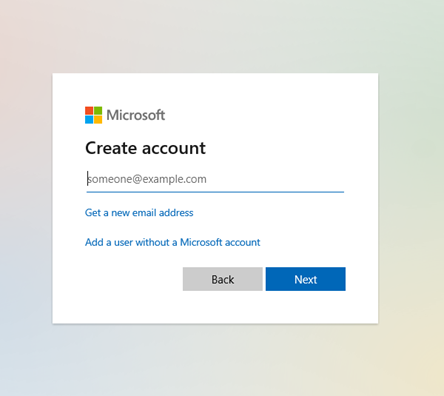 Microsoft
Create account
someone@example.com
Get a new email address
Add a user without a Microsoft account
Back Next